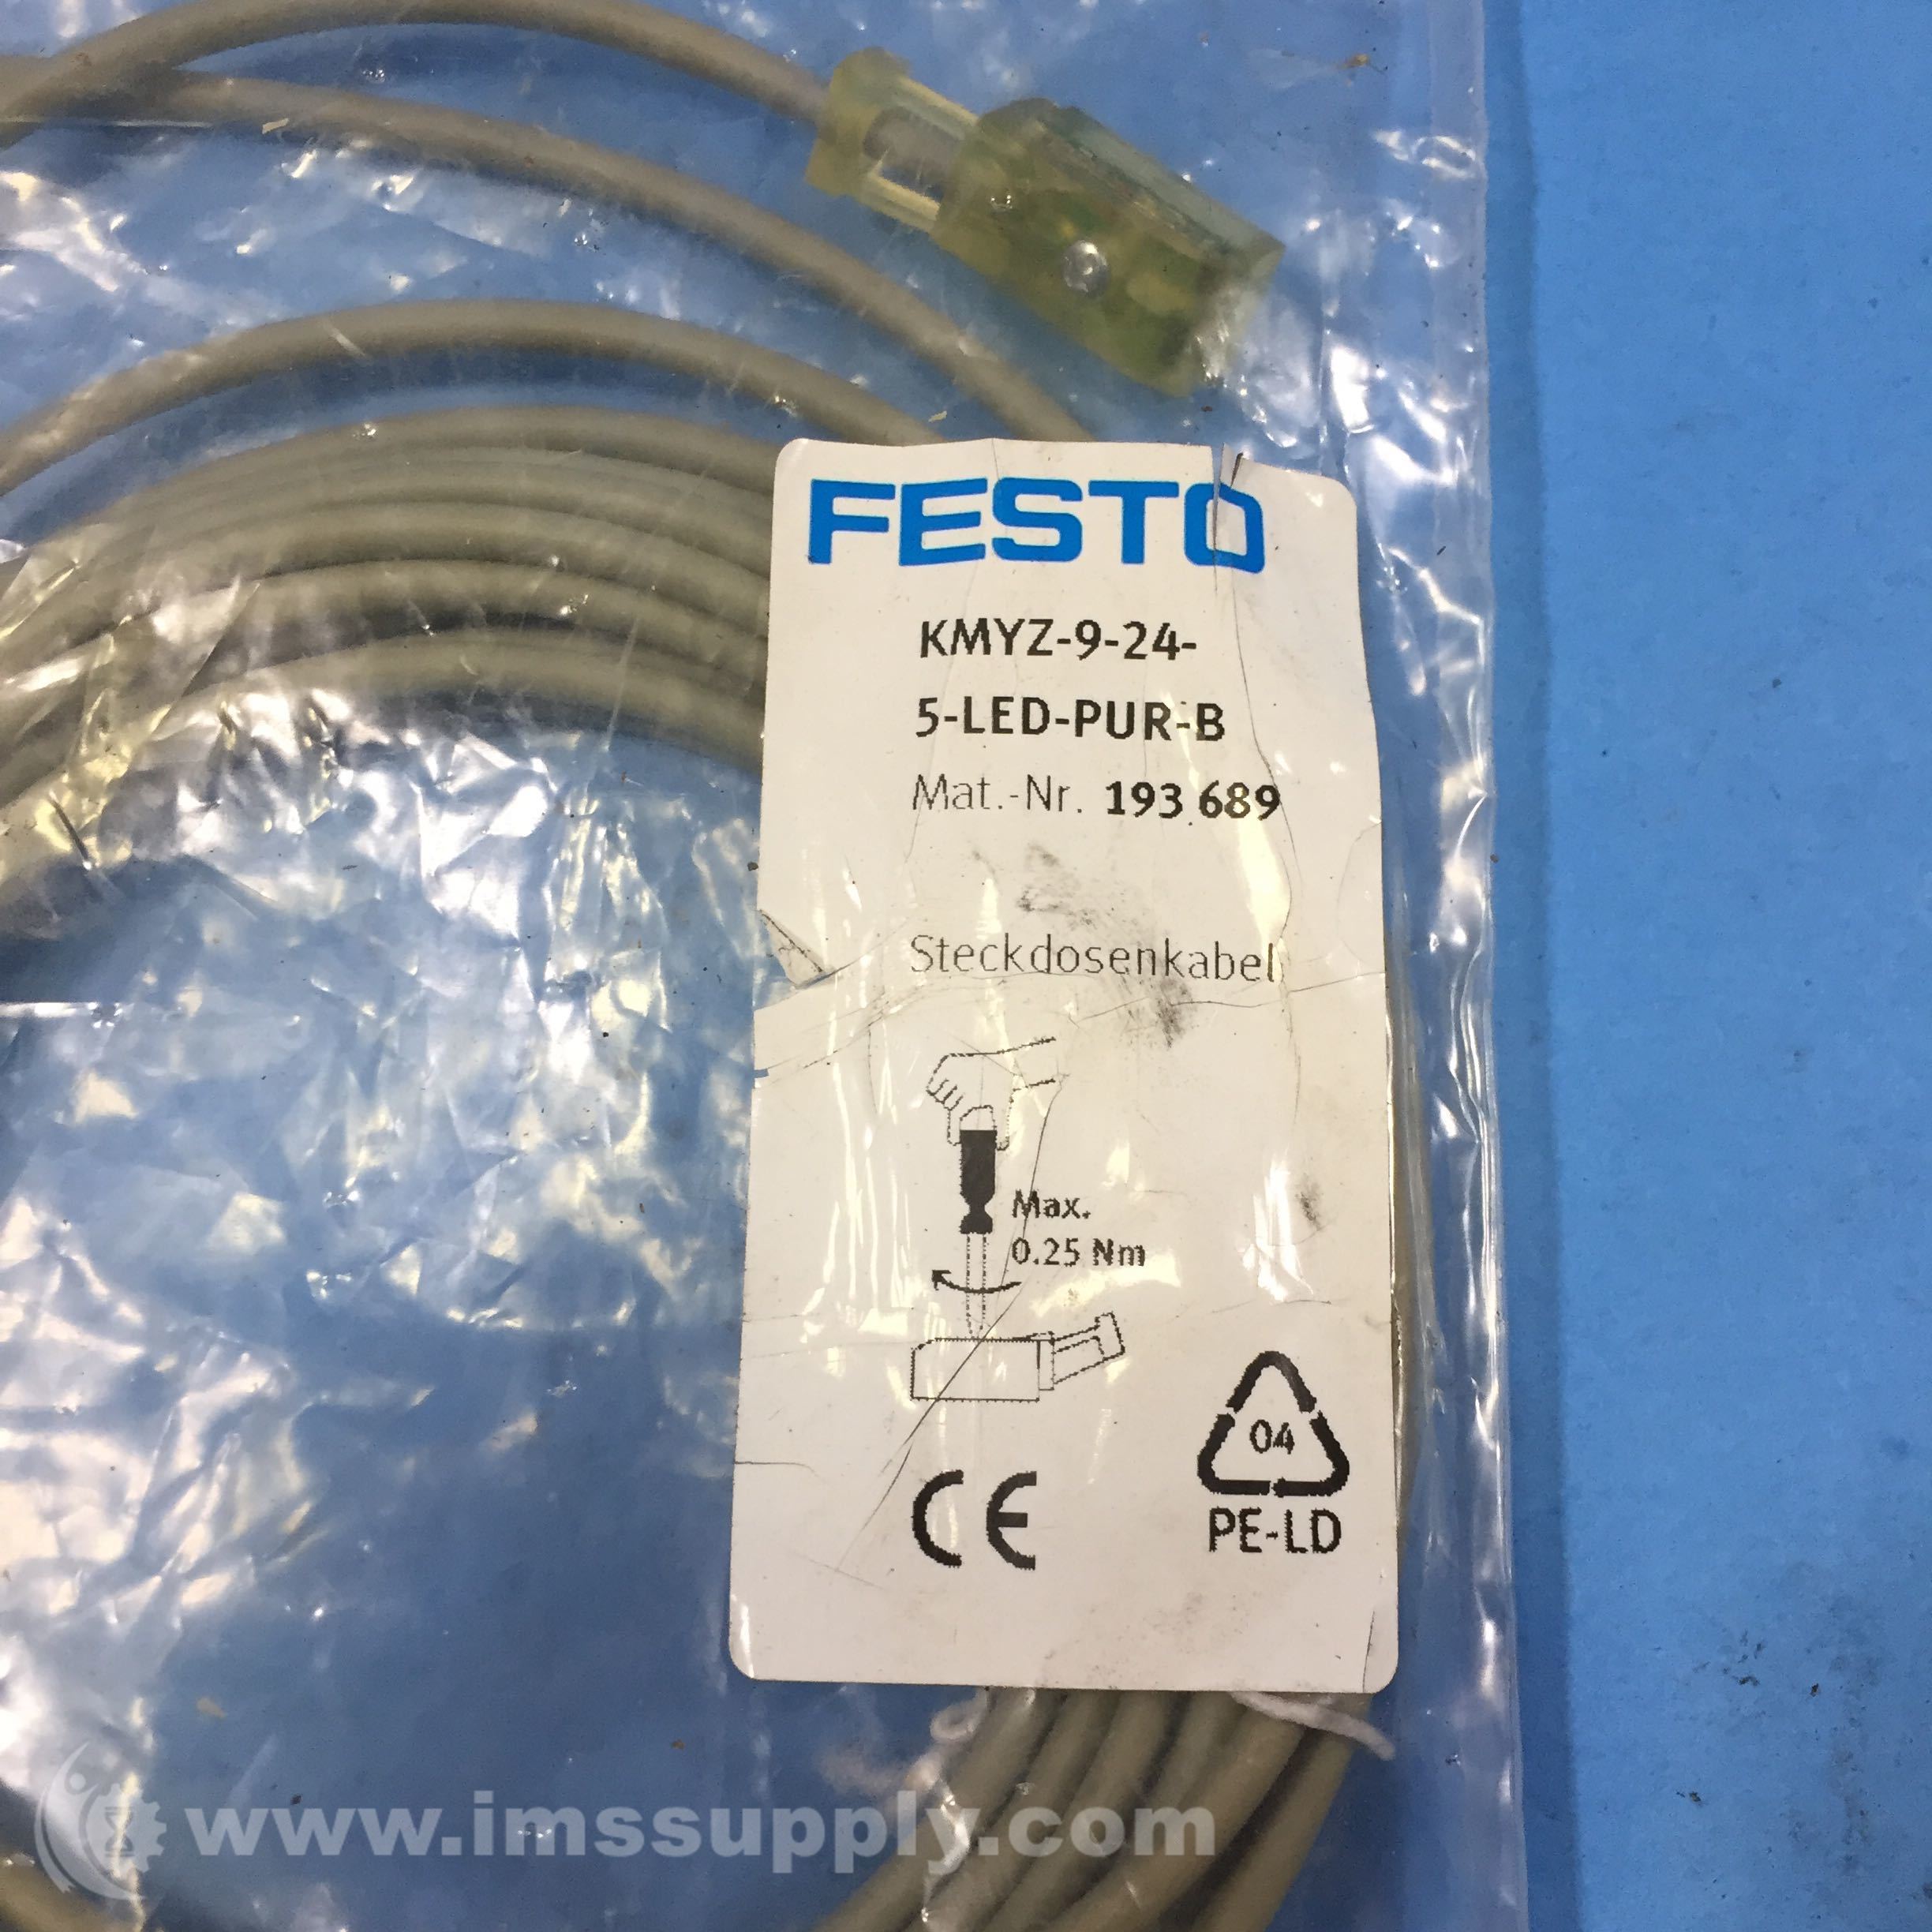 FESTO
KMYZ-9-24-
5-LED-PUR-B
Mat.-Nr. 193 689
Steckdosenkabel
Max.
0.25 Nm
CE
04
PE-LD
www.imssupply.com